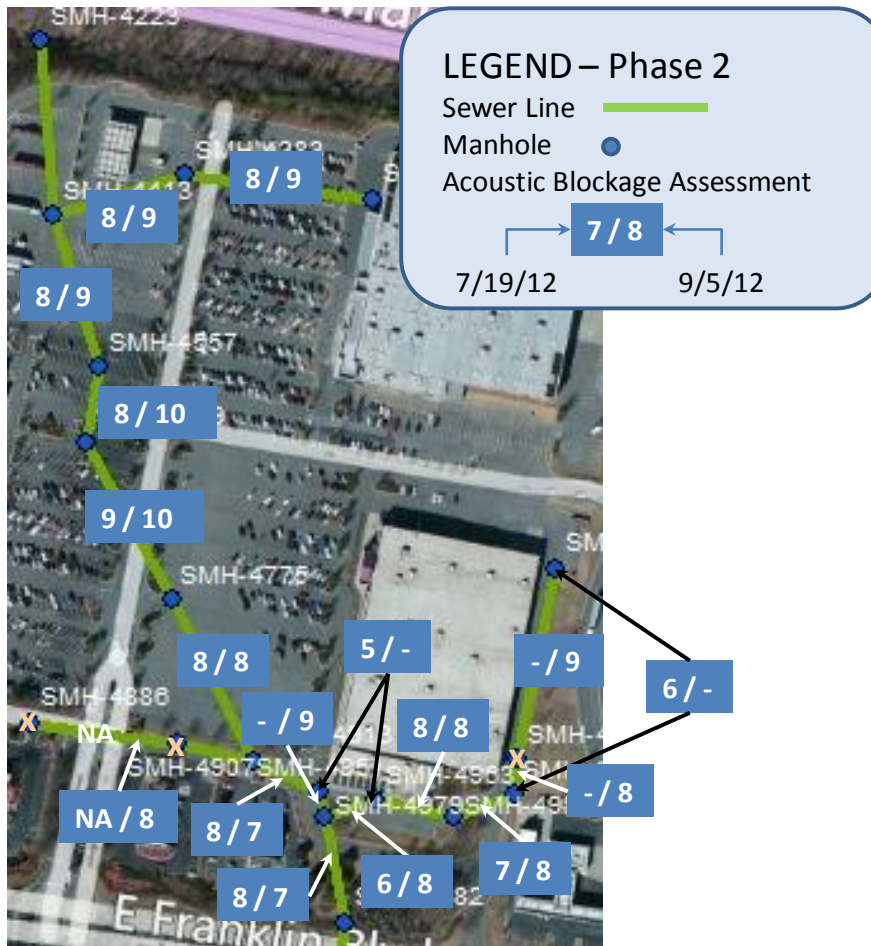 SMH-4223
LEGEND – Phase 2
Sewer Line
Manhole
Acoustic Blockage Assessment
7 / 8
7/19/12 9/5/12
8 / 9
SMH-4413
8 / 9
8 / 9
SMH-4557
8 / 10
9 / 10
SMH-4775
5 / -
- / 9
8 / 8
6 / -
SMH-4886
- / 9
8 / 8
NA
SMH-4907
- / 8
SMH-4963
SMH-4979
NA / 8
8 / 7
7 / 8
6 / 8
8 / 7
E Franklin Blvd